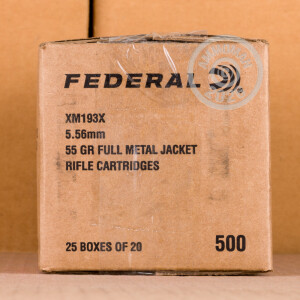 FEDERAL
XM193X
5.56mm
55 GR FULL METAL JACKET
RIFLE CARTRIDGES
25 BOXES OF 20 500